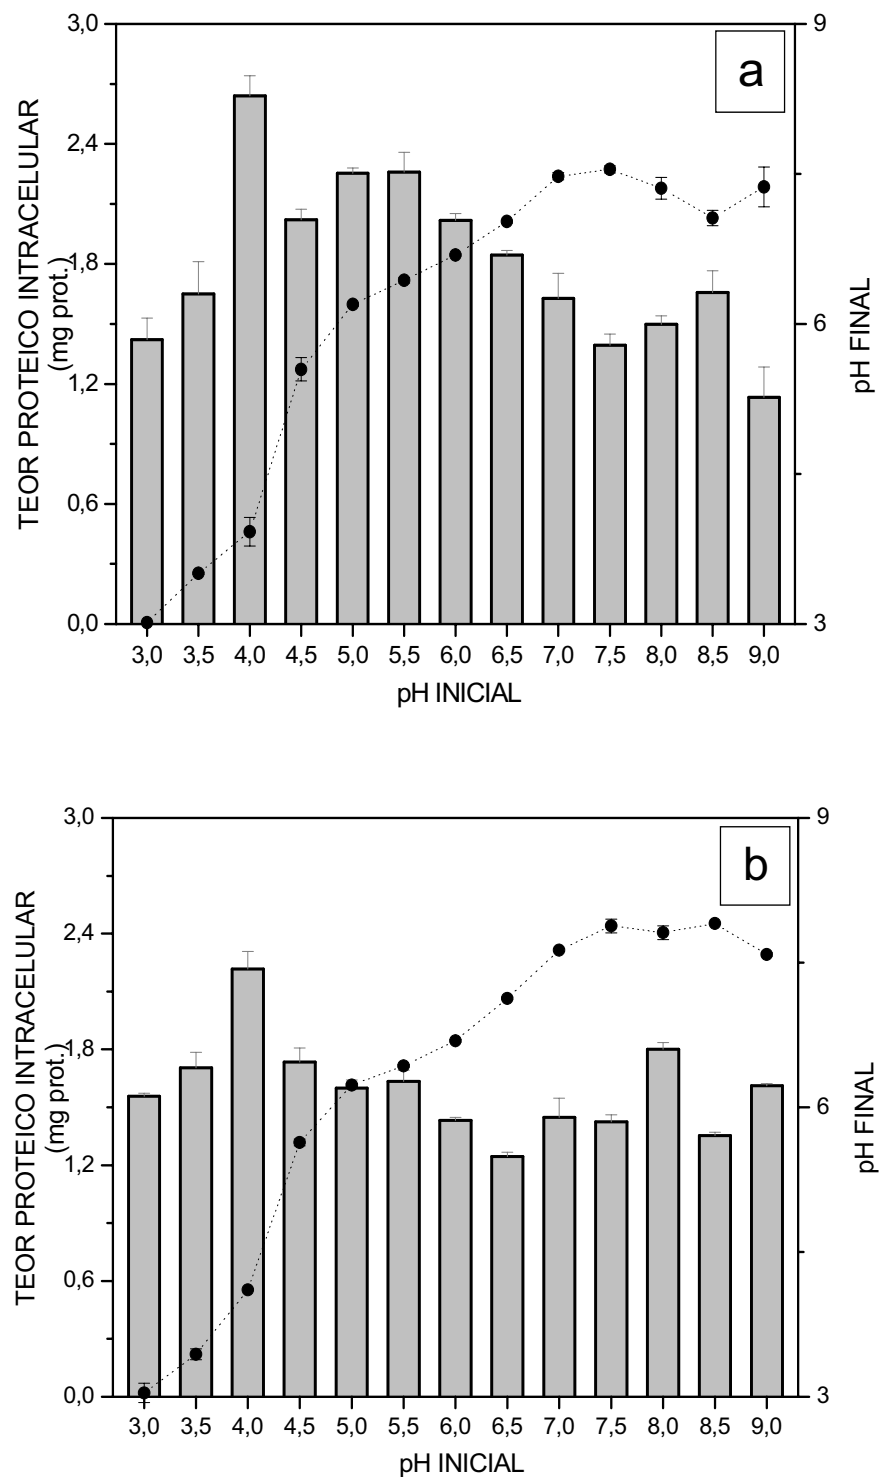 a
TEOR PROTEICO INTRACELULAR
(mg prot.)
3,0
2,4
1,8
1,2
0,6
0,0
9
6
3
pH FINAL
3,0 3,5 4,0 4,5 5,0 5,5 6,0 6,5 7,0 7,5 8,0 8,5 9,0
pH INICIAL
b
TEOR PROTEICO INTRACELULAR
(mg prot.)
3,0
2,4
1,8
1,2
0,6
0,0
9
6
3
pH FINAL
3,0 3,5 4,0 4,5 5,0 5,5 6,0 6,5 7,0 7,5 8,0 8,5 9,0
pH INICIAL